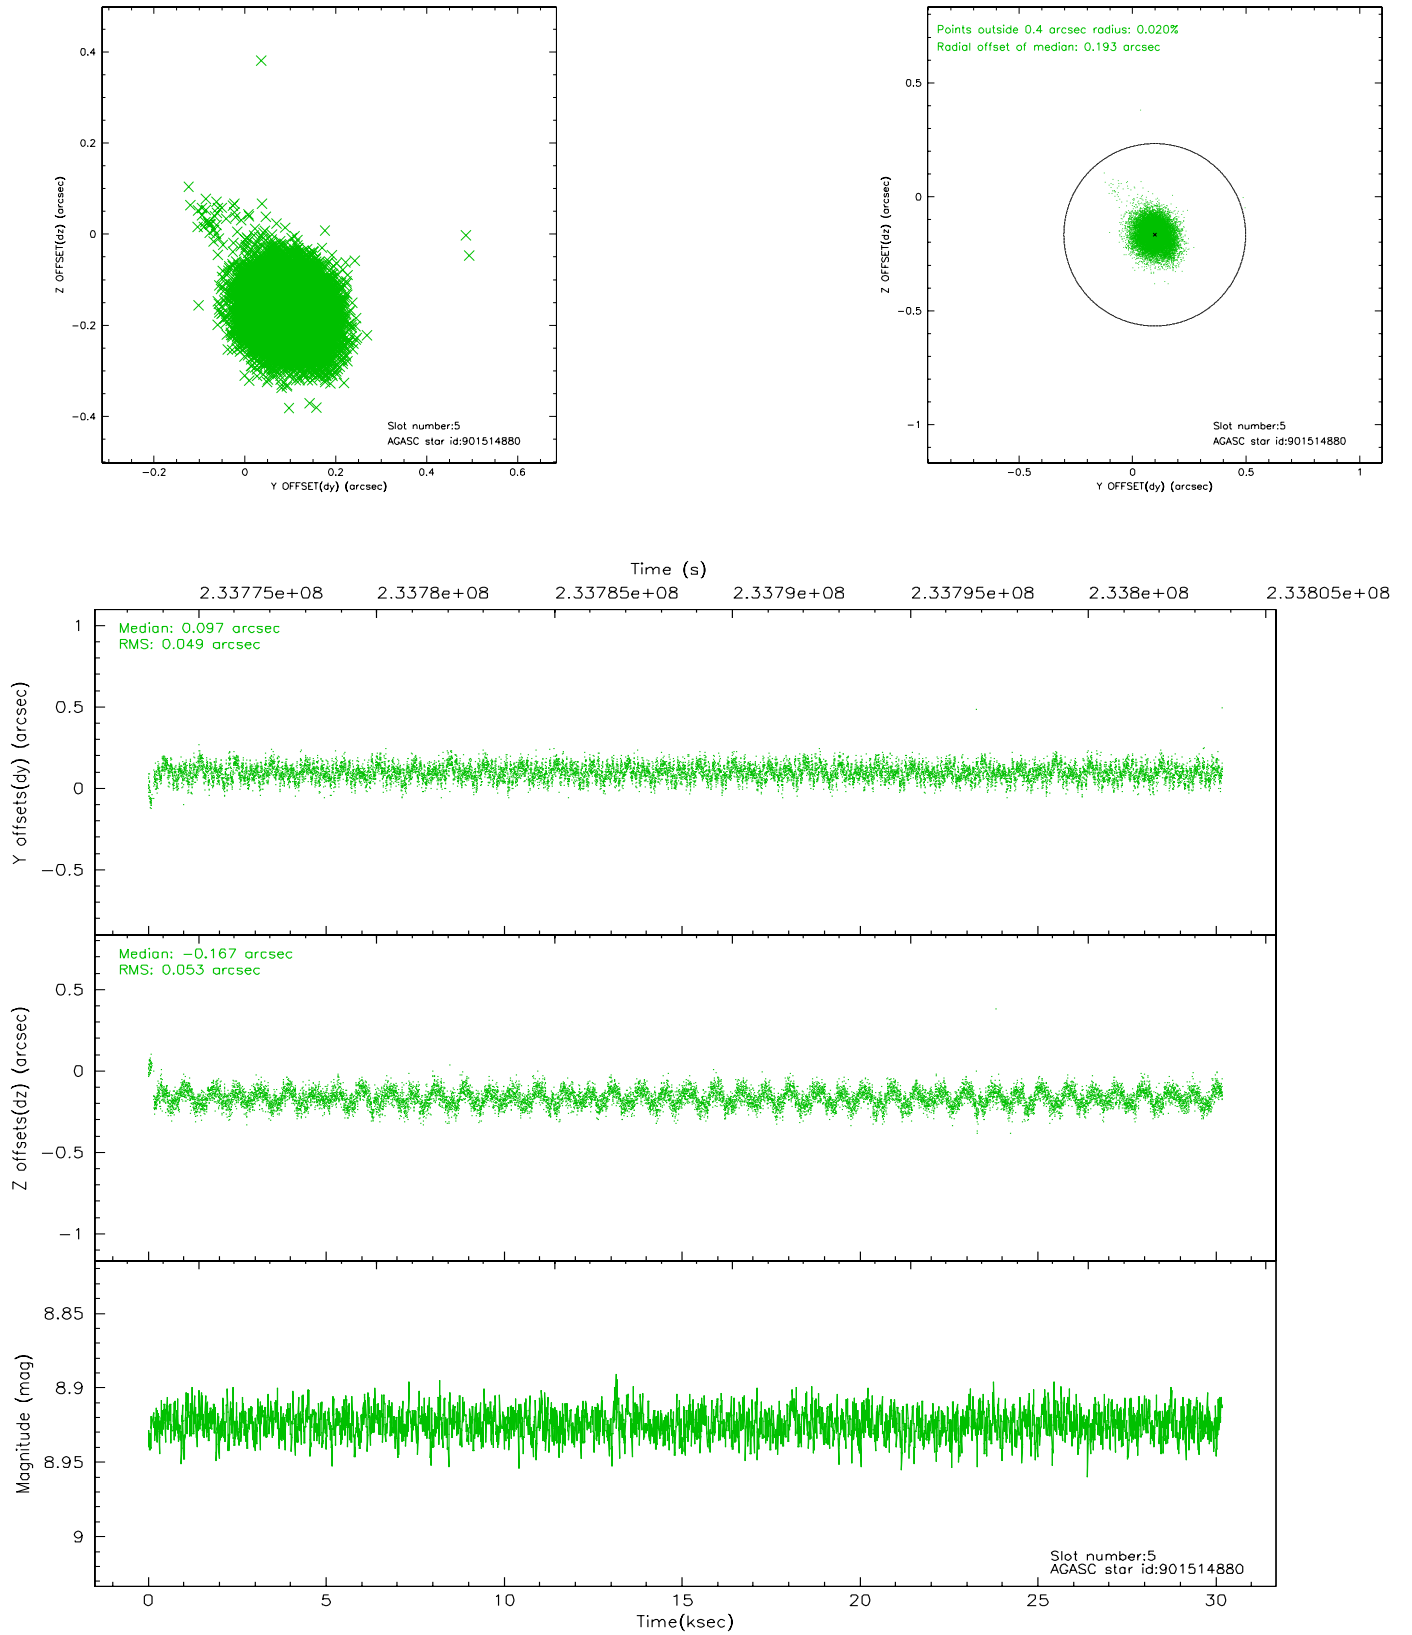 0.4
0.2
0
−0.2
−0.4
Z OFFSET(dz) (arcsec)
Slot number:5
AGASC star id:901514880
−0.2 0 0.2 0.4 0.6
Y OFFSET(dy) (arcsec)
Points outside 0.4 arcsec radius: 0.020%
Radial offset of median: 0.193 arcsec
0.5
0
−0.5
−1
Z OFFSET(dz) (arcsec)
Slot number:5
AGASC star id:901514880
−0.5 0 0.5 1
Y OFFSET(dy) (arcsec)
Time (s)
2.33775e+08 2.3378e+08 2.33785e+08 2.3379e+08 2.33795e+08 2.338e+08 2.33805e+08
Median: 0.097 arcsec
RMS: 0.049 arcsec
1
0.5
0
−0.5
Y offsets(dy) (arcsec)
Median: −0.167 arcsec
RMS: 0.053 arcsec
0.5
0
−0.5
−1
Z offsets(dz) (arcsec)
8.85
8.9
8.95
9
Magnitude (mag)
Slot number:5
AGASC star id:901514880
0 5 10 15 20 25 30
Time(ksec)